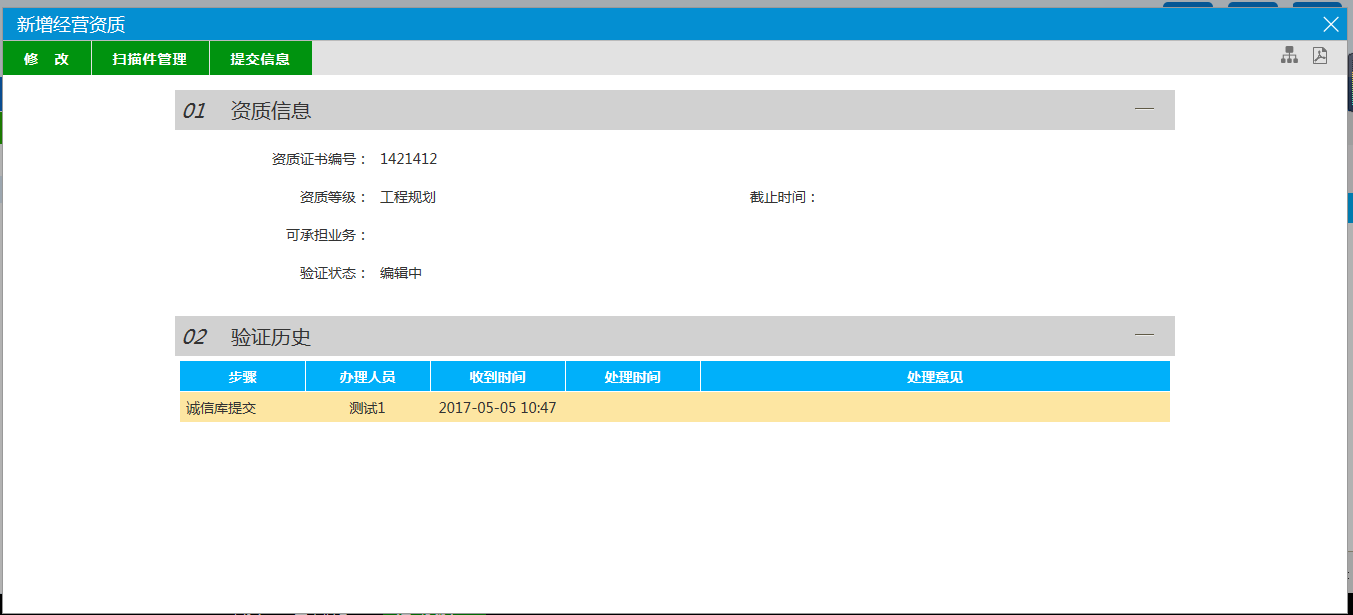 新增经营资质
修 改 扫描件管理 提交信息
01 资质信息
资质证书编号： 1421412
资质等级： 工程规划 截止时间：
可承担业务：
验证状态： 编辑中
02 验证历史
步骤 办理人员 收到时间 处理时间 处理意见
诚信库提交 测试1 2017-05-05 10:47